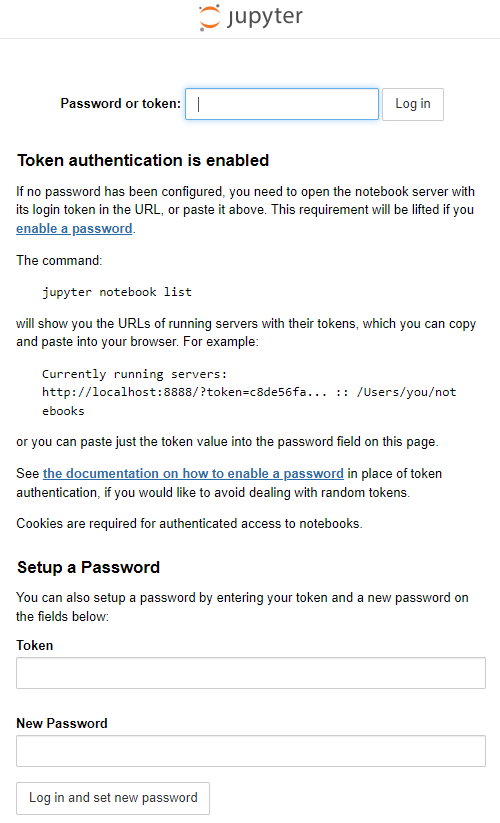 jupyter
Password or token:
Log in
Token authentication is enabled
If no password has been configured, you need to open the notebook server with
its login token in the URL, or paste it above. This requirement will be lifted if you
enable a password.
The command:
jupyter notebook list
will show you the URLs of running servers with their tokens, which you can copy
and paste into your browser. For example:
Currently running servers:
http://localhost:8888/?token=c8de56fa... :: /Users/you/not
ebooks
or you can paste just the token value into the password field on this page.
See the documentation on how to enable a password in place of token
authentication, if you would like to avoid dealing with random tokens.
Cookies are required for authenticated access to notebooks.
Setup a Password
You can also setup a password by entering your token and a new password on
the fields below:
Token
New Password
Log in and set new password